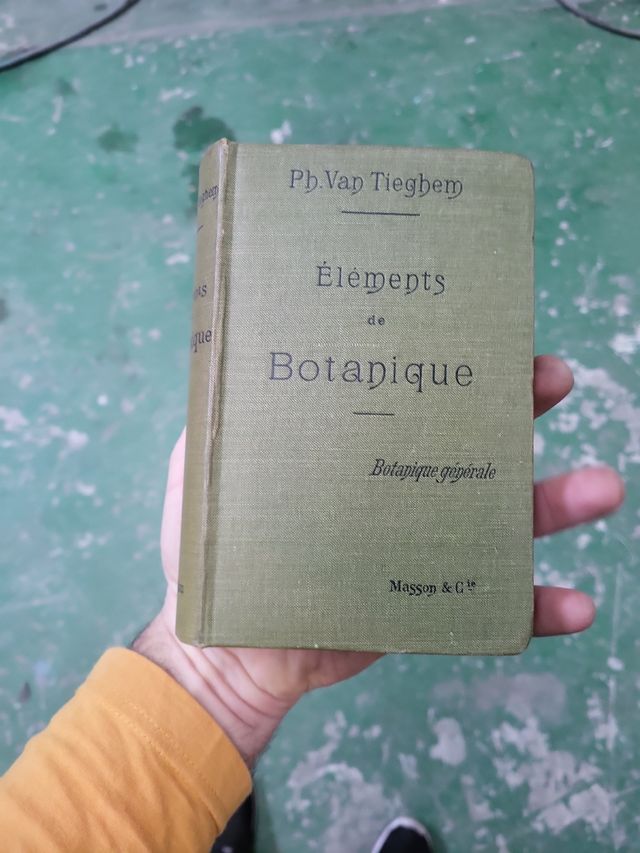 Ph. Van Tieghem
Éléments
de
Botanique
Botanique générale
Masson & Cie